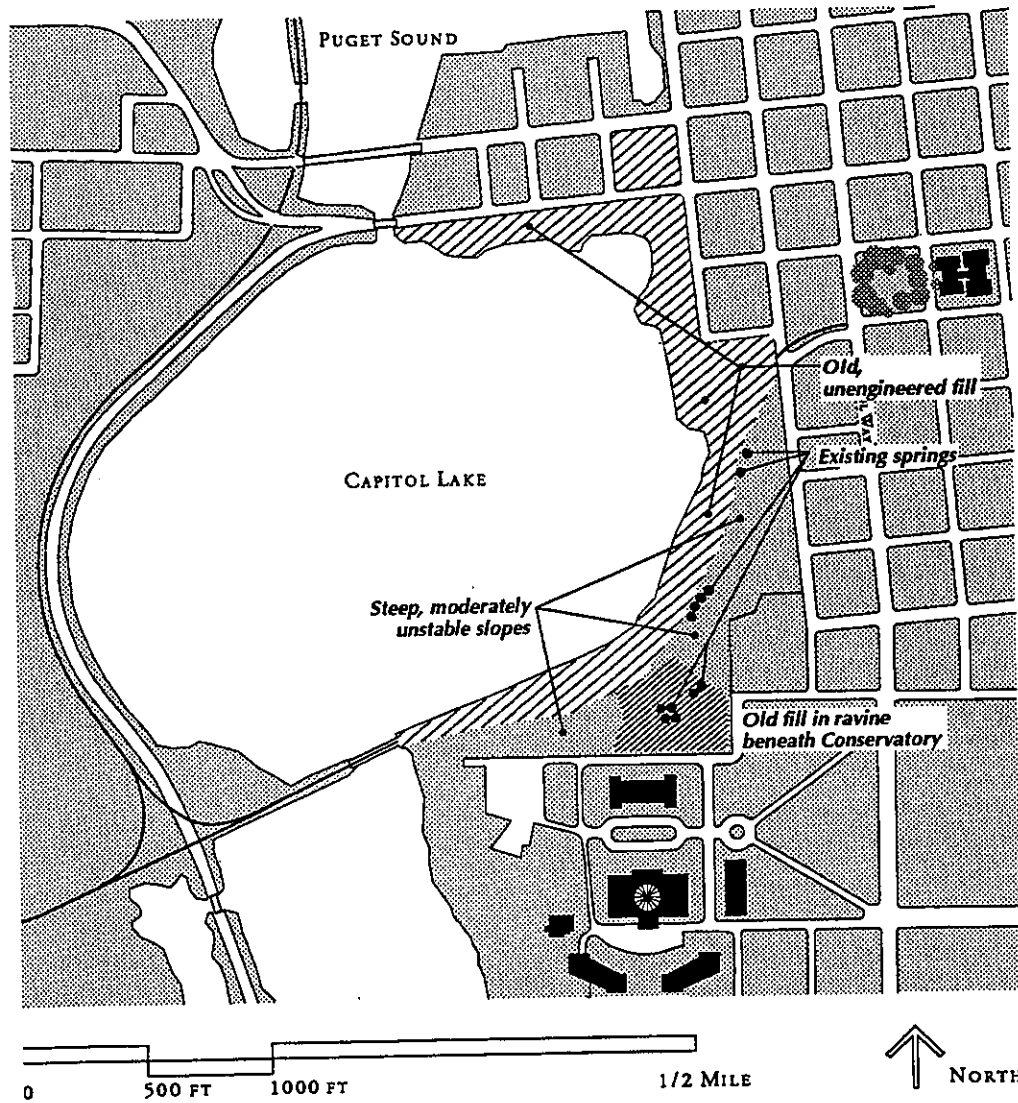 PUGET SOUND
Old,
unengineered fill
WAY
CAPITOL LAKE
Existing springs
Steep, moderately
unstable slopes
Old fill in ravine
beneath Conservatory
0
500 FT
1000 FT
1/2 MILE
NORTH